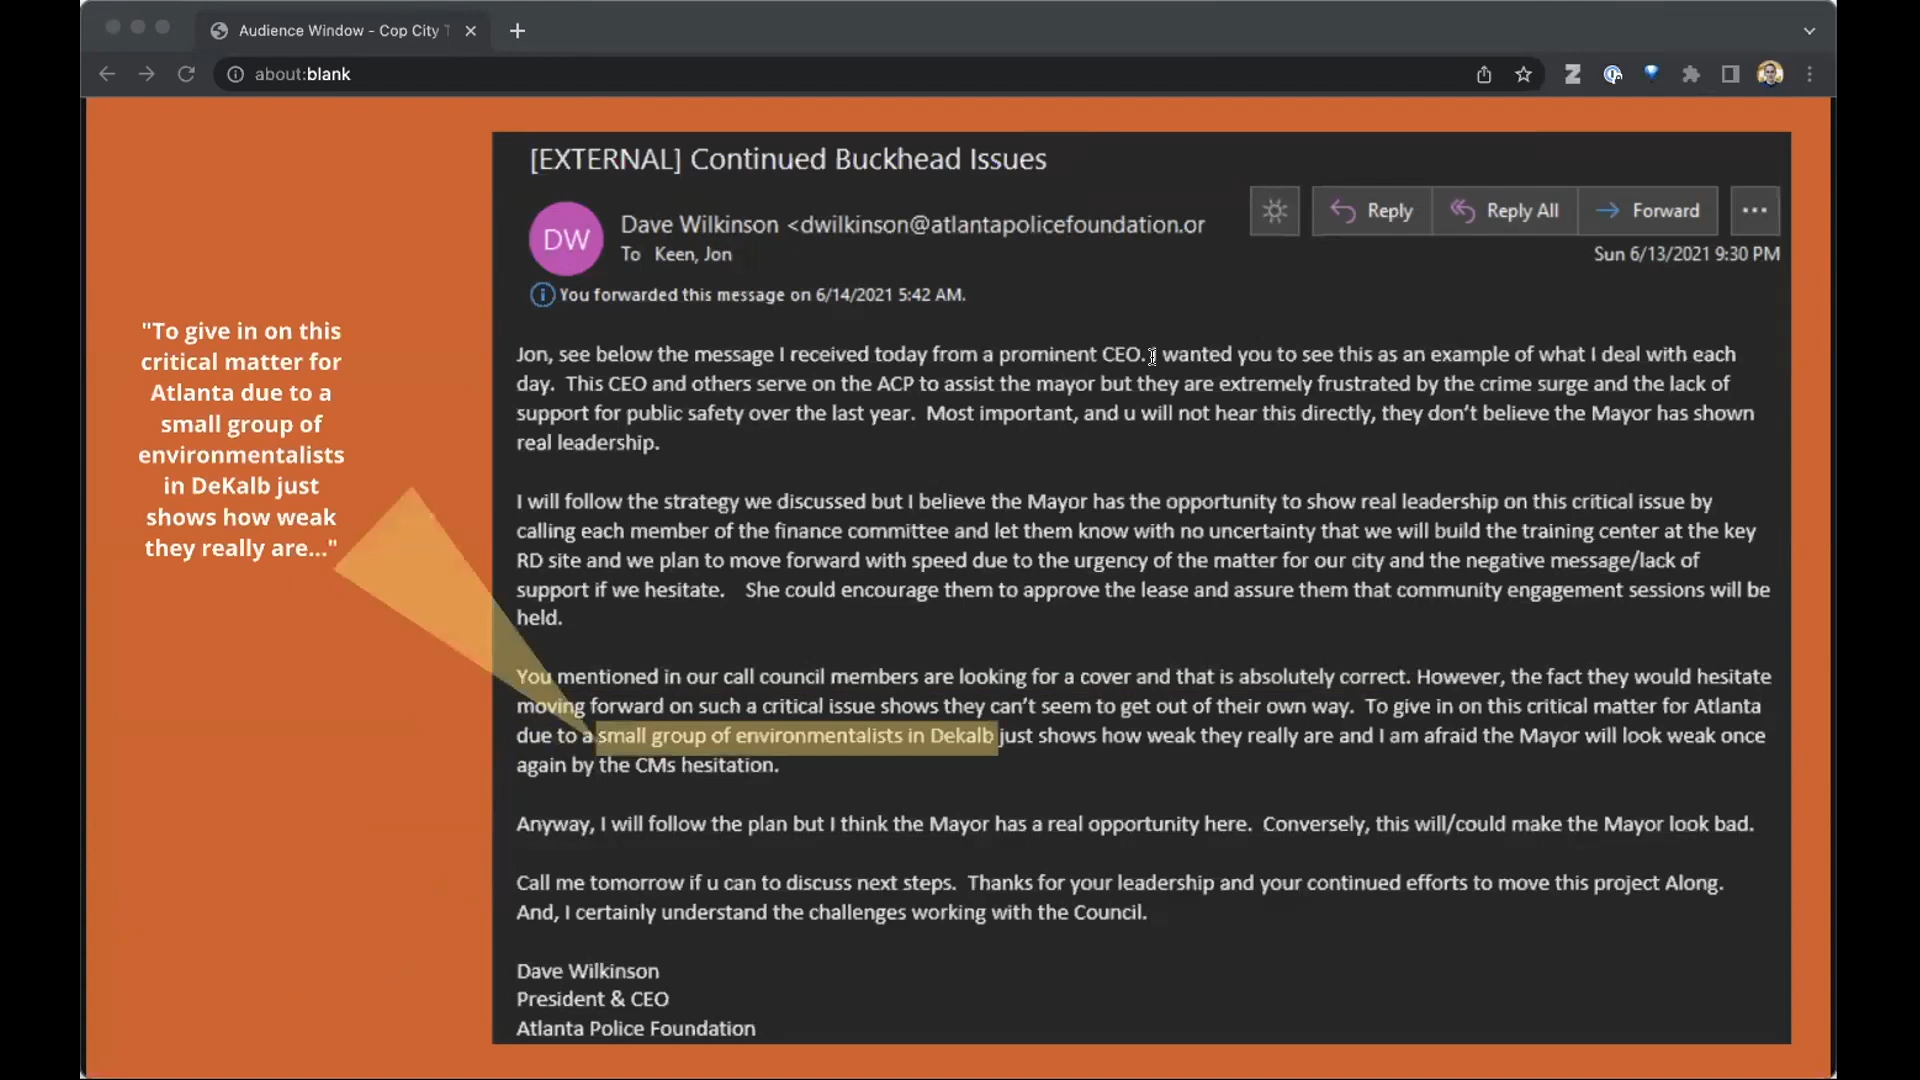 Audience Window - Cop City
about:blank
[EXTERNAL] Continued Buckhead Issues
DW
Dave Wilkinson <dwilkinson@atlantapolicefoundation.or
To Keen, Jon
Reply
Reply All
Forward
Sun 6/13/2021 9:30 PM
You forwarded this message on 6/14/2021 5:42 AM.
"To give in on this
critical matter for
Atlanta due to a
small group of
environmentalists
in DeKalb just
shows how weak
they really are..."
Jon, see below the message I received today from a prominent CEO. I wanted you to see this as an example of what I deal with each
day. This CEO and others serve on the ACP to assist the mayor but they are extremely frustrated by the crime surge and the lack of
support for public safety over the last year. Most important, and u will not hear this directly, they don't believe the Mayor has shown
real leadership.
I will follow the strategy we discussed but I believe the Mayor has the opportunity to show real leadership on this critical issue by
calling each member of the finance committee and let them know with no uncertainty that we will build the training center at the key
RD site and we plan to move forward with speed due to the urgency of the matter for our city and the negative message/lack of
support if we hesitate. She could encourage them to approve the lease and assure them that community engagement sessions will be
held.
You mentioned in our call council members are looking for a cover and that is absolutely correct. However, the fact they would hesitate
moving forward on such a critical issue shows they can't seem to get out of their own way. To give in on this critical matter for Atlanta
due to a small group of environmentalists in Dekalb just shows how weak they really are and I am afraid the Mayor will look weak once
again by the CMs hesitation.
Anyway, I will follow the plan but I think the Mayor has a real opportunity here. Conversely, this will/could make the Mayor look bad.
Call me tomorrow if u can to discuss next steps. Thanks for your leadership and your continued efforts to move this project Along.
And, I certainly understand the challenges working with the Council.
Dave Wilkinson
President & CEO
Atlanta Police Foundation